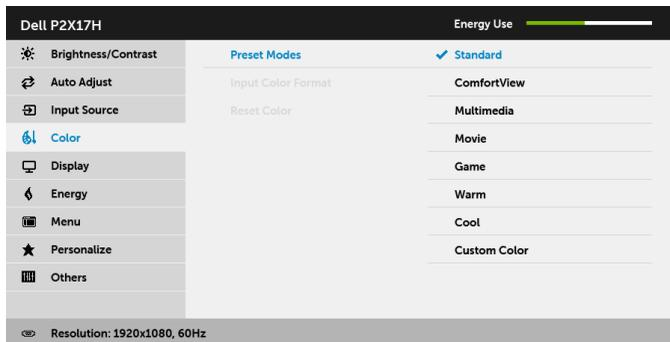 Dell P2X17H
Energy Use
Brightness/Contrast
Auto Adjust
Input Source
Color
Display
Energy
Menu
Personalize
Others
Preset Modes
Input Color Format
Reset Color
Standard
ComfortView
Multimedia
Movie
Game
Warm
Cool
Custom Color
Resolution: 1920x1080, 60Hz